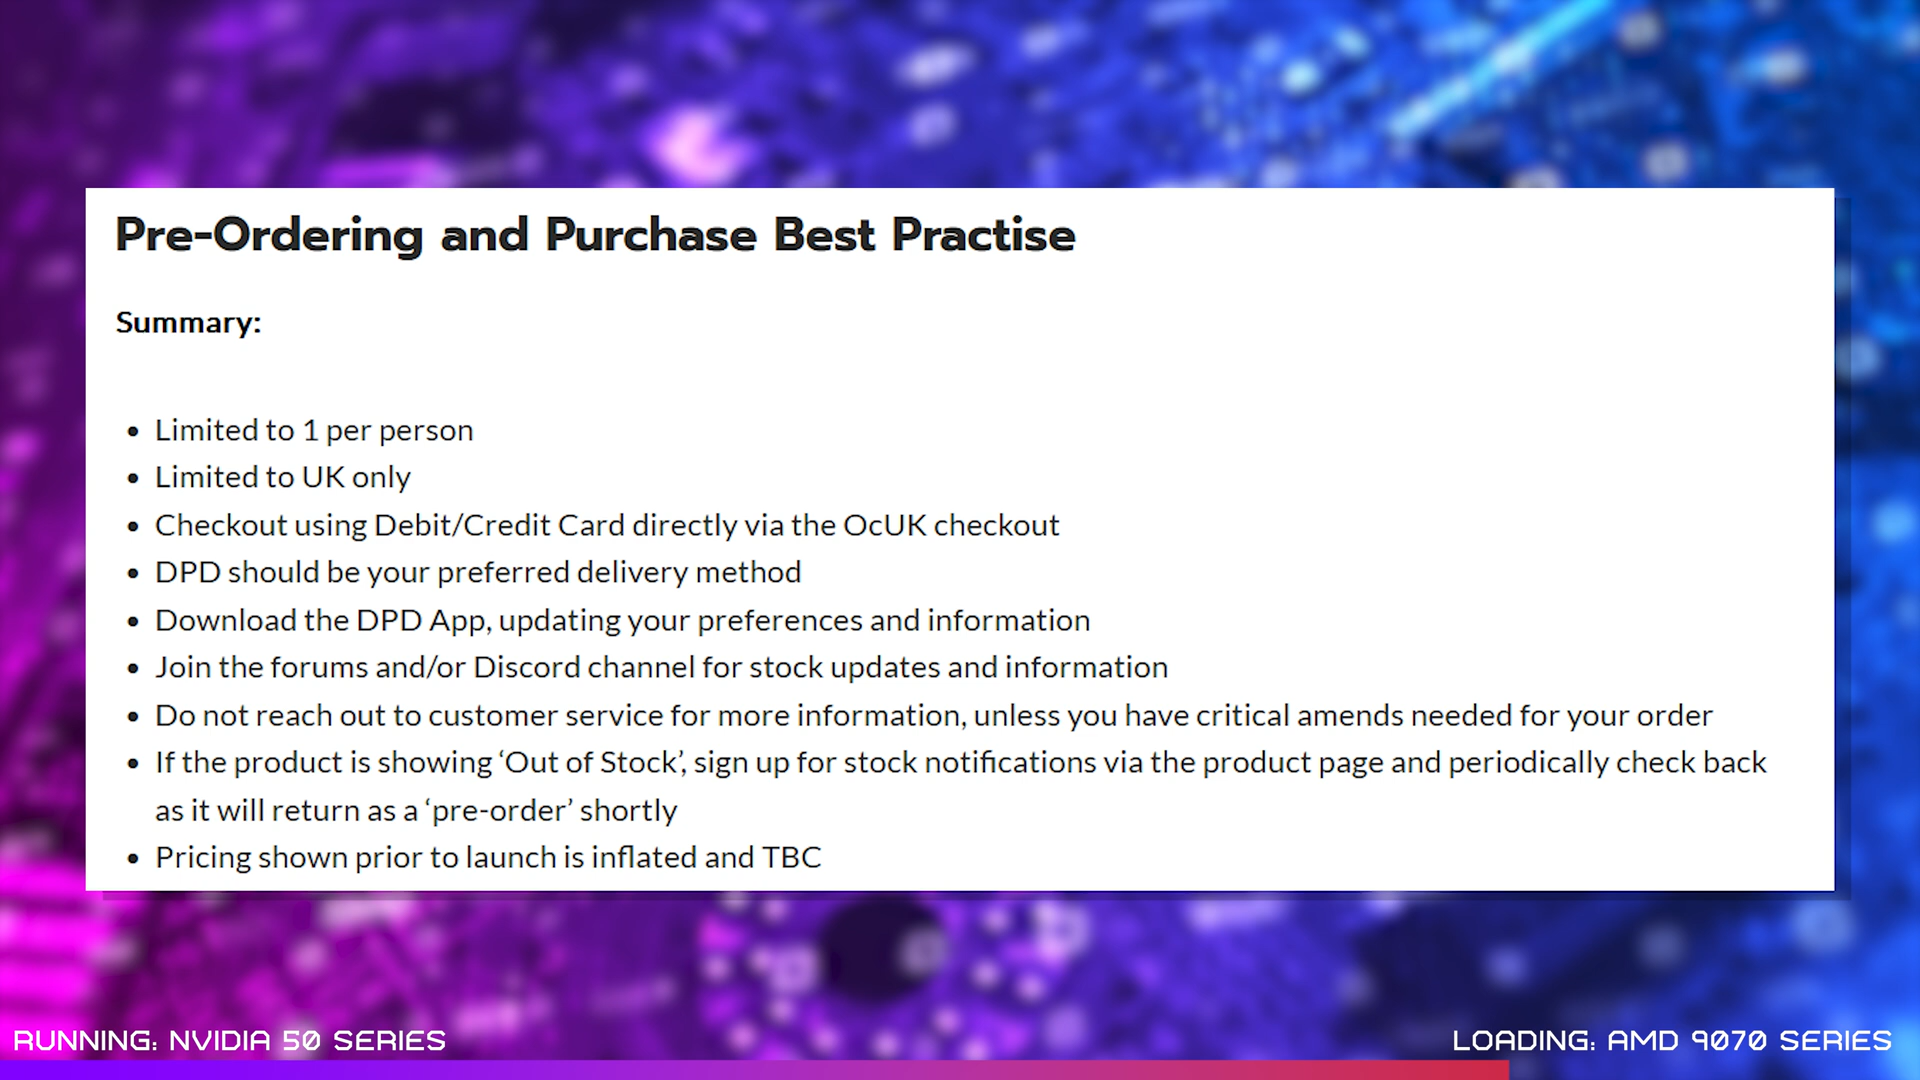 Pre-Ordering and Purchase Best Practise
Summary:
• Limited to 1 per person
• Limited to UK only
• Checkout using Debit/Credit Card directly via the OcUK checkout
• DPD should be your preferred delivery method
• Download the DPD App, updating your preferences and information
• Join the forums and/or Discord channel for stock updates and information
• Do not reach out to customer service for more information, unless you have critical amends needed for your order
• If the product is showing ‘Out of Stock’, sign up for stock notifications via the product page and periodically check back
as it will return as a ‘pre-order’ shortly
• Pricing shown prior to launch is inflated and TBC
RUNNING: NVIDIA 50 SERIES
LOADING: AMD 9070 SERIES